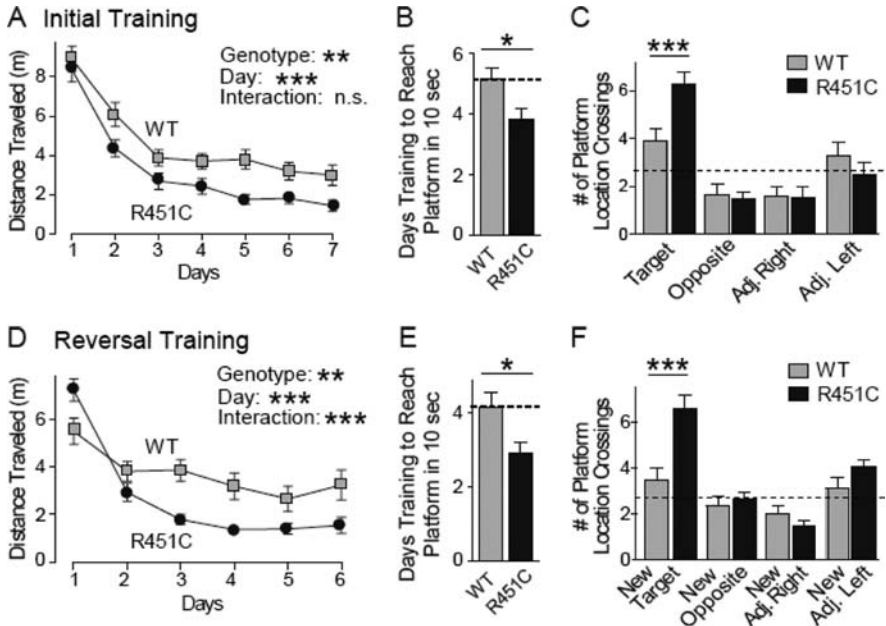 A Initial Training
Distance Traveled (m)
8
6
4
2
0
Genotype: **
Day: ***
Interaction: n.s.
WT
R451C
1 2 3 4 5 6 7
Days
B
Days Training to Reach
Platform in 10 sec
6
4
2
0
*
WT
R451C
C
# of Platform
Location Crossings
6
4
2
0
***
WT
R451C
Target
Opposite
Adj. Right
Adj. Left
D Reversal Training
Distance Traveled (m)
6
4
2
0
Genotype: **
Day: ***
Interaction: ***
WT
R451C
1 2 3 4 5 6
Days
E
Days Training to Reach
Platform in 10 sec
4
2
0
*
WT
R451C
F
# of Platform
Location Crossings
6
4
2
0
***
WT
R451C
New
Target
New
Opposite
New
Adj. Right
New
Adj. Left